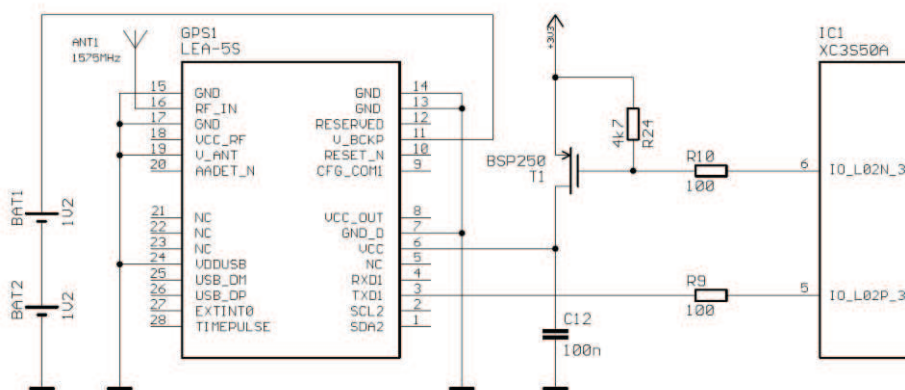 ANT1
1575MHz
GPS1
LEA-5S
15 GND
16 RF_IN
17 GND
18 VCC_RF
19 V_ANT
20 AADET_N
21 NC
22 NC
23 NC
24 VDDUSB
25 USB_DM
26 USB_DP
27 EXTINT0
28 TIMEPULSE
GND 14
GND 13
RESERVED 12
V_BCKP 11
RESET_N 10
CFG_COM1 9
VCC_OUT 8
GND_D 7
VCC 6
NC 5
RXD1 4
TXD1 3
SCL2 2
SDA2 1
BAT1
1V2
BAT2
1V2
+3V3
4k7
R24
BSP250
T1
R10
100
R9
100
C12
100n
IC1
XC3S50A
6 IO_L02N_3
5 IO_L02P_3